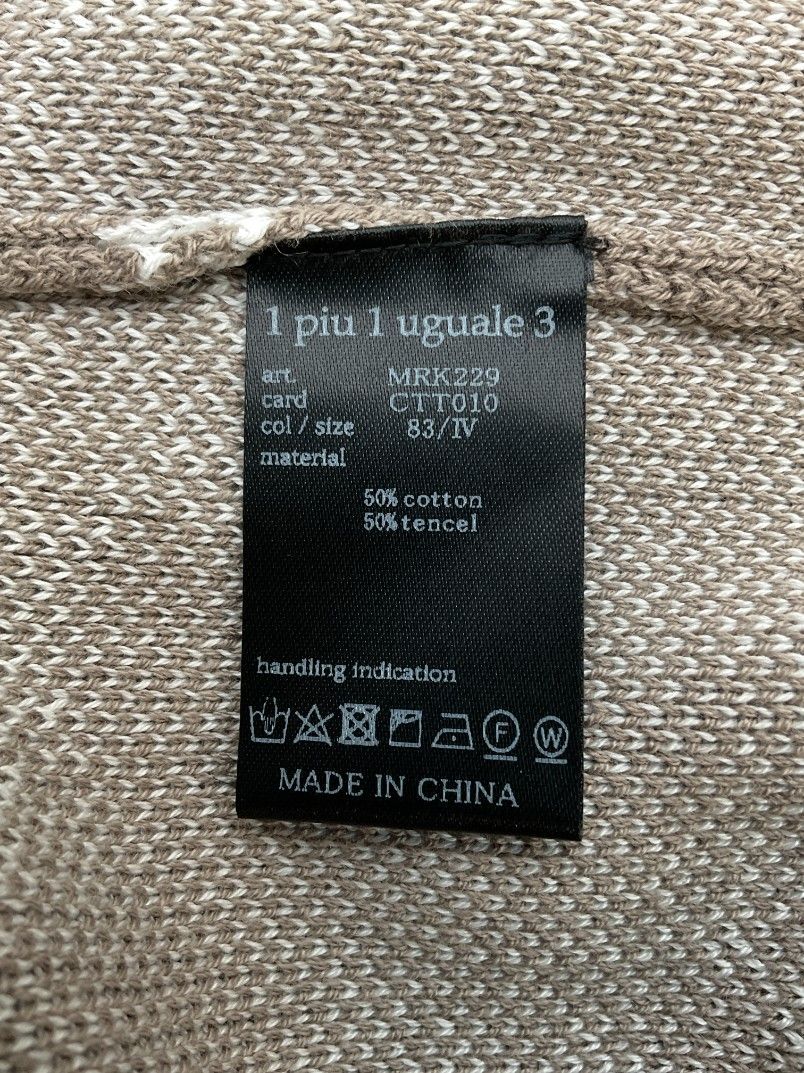 1 piu 1 uguale 3
art. MRK229
card CTT010
col / size 83/IV
material
50% cotton
50% tencel
handling indication
F W
MADE IN CHINA